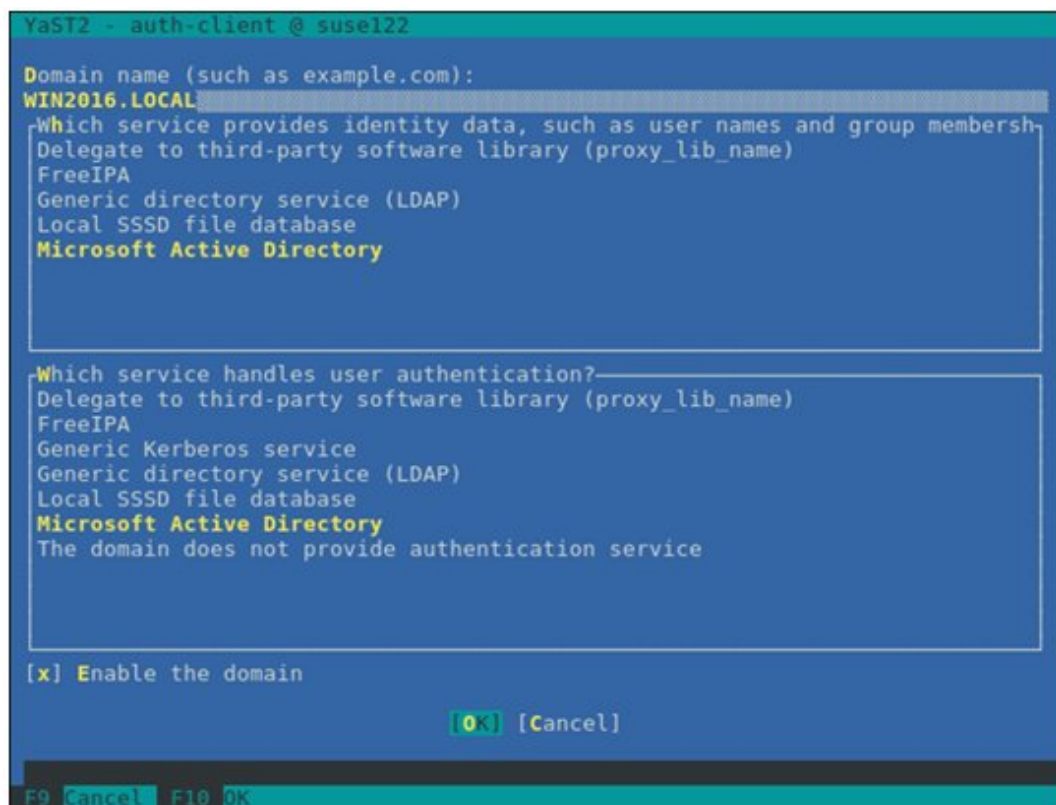 YaST2 - auth-client @ suse122
Domain name (such as example.com):
WIN2016.LOCAL
Which service provides identity data, such as user names and group membersh
Delegate to third-party software library (proxy_lib_name)
FreeIPA
Generic directory service (LDAP)
Local SSSD file database
Microsoft Active Directory
Which service handles user authentication?
Delegate to third-party software library (proxy_lib_name)
FreeIPA
Generic Kerberos service
Generic directory service (LDAP)
Local SSSD file database
Microsoft Active Directory
The domain does not provide authentication service
[x] Enable the domain
[OK] [Cancel]
F9 Cancel F10 OK